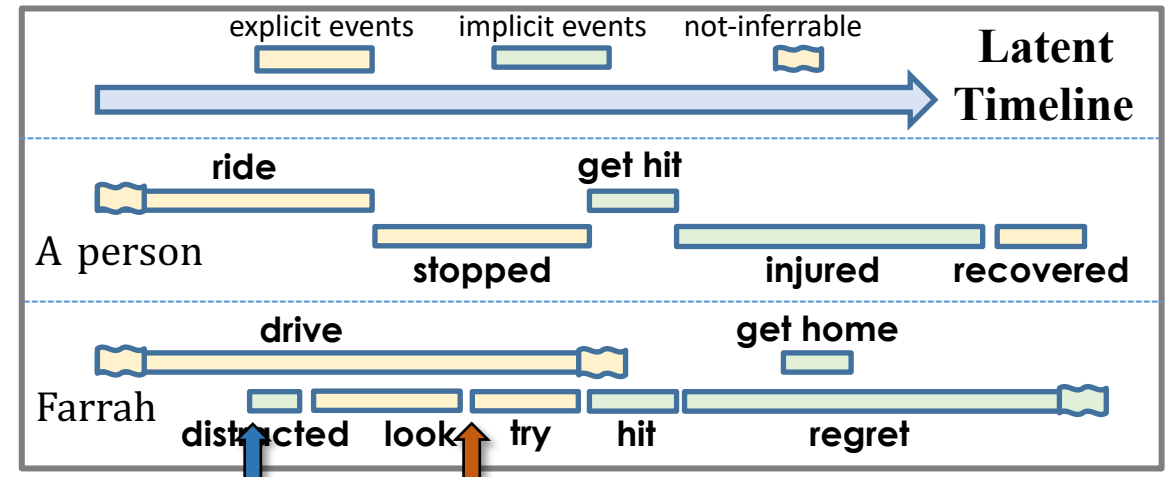 explicit events implicit events not-inferrable
Latent
Timeline
ride get hit
A person
stopped injured recovered
drive get home
Farrah
distracted look try hit regret